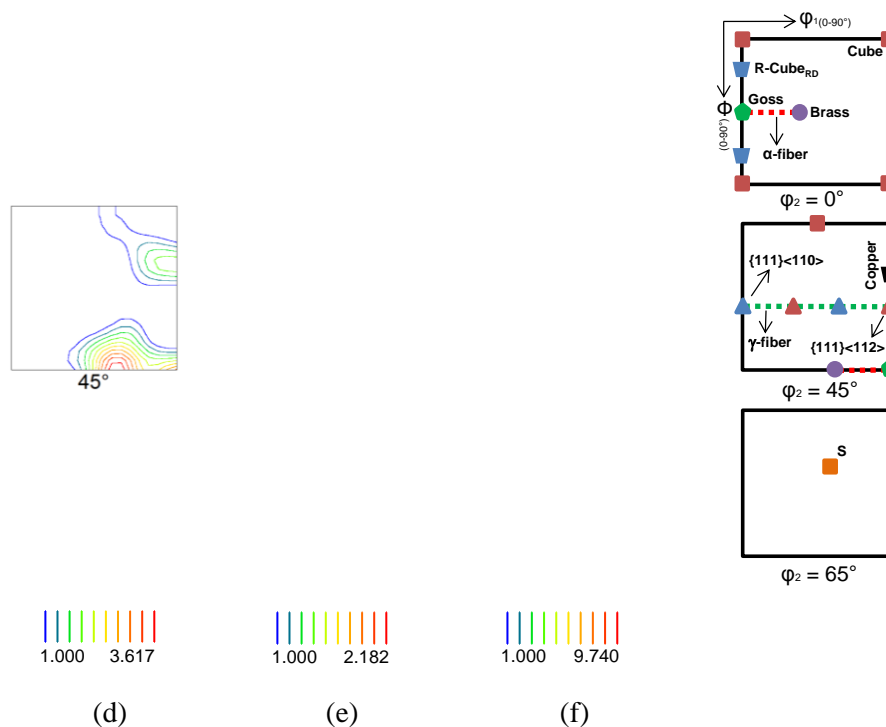 φ1(0-90°)
Cube
R-CubeRD
Φ (0-90°)
Goss
Brass
α-fiber
φ2 = 0°
{111}<110>
Copper
γ-fiber
{111}<112>
45°
φ2 = 45°
S
φ2 = 65°
1.000 3.617
1.000 2.182
1.000 9.740
(d) (e) (f)